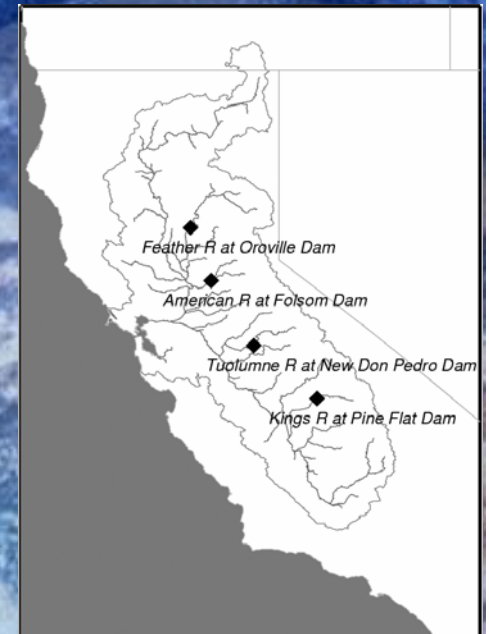 Feather R at Oroville Dam
American R at Folsom Dam
Tuolumne R at New Don Pedro Dam
Kings R at Pine Flat Dam